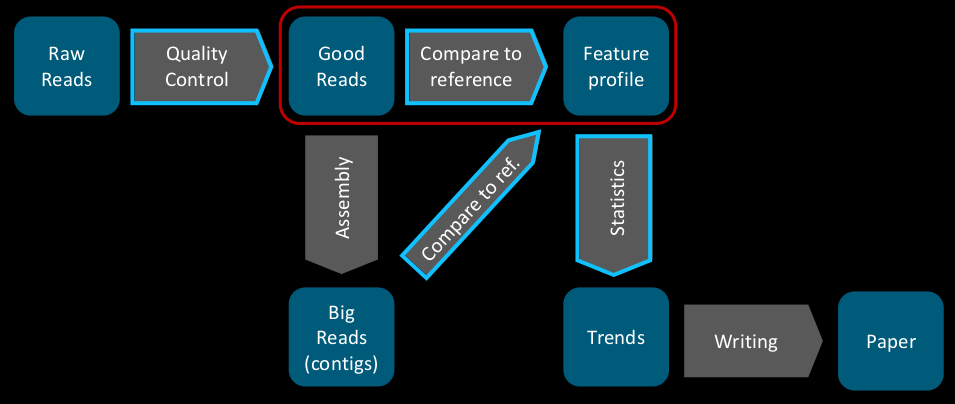 Raw
Reads
Quality
Control
Good
Reads
Compare to
reference
Feature
profile
Assembly
Compare to ref.
Statistics
Big
Reads
(contigs)
Trends
Writing
Paper